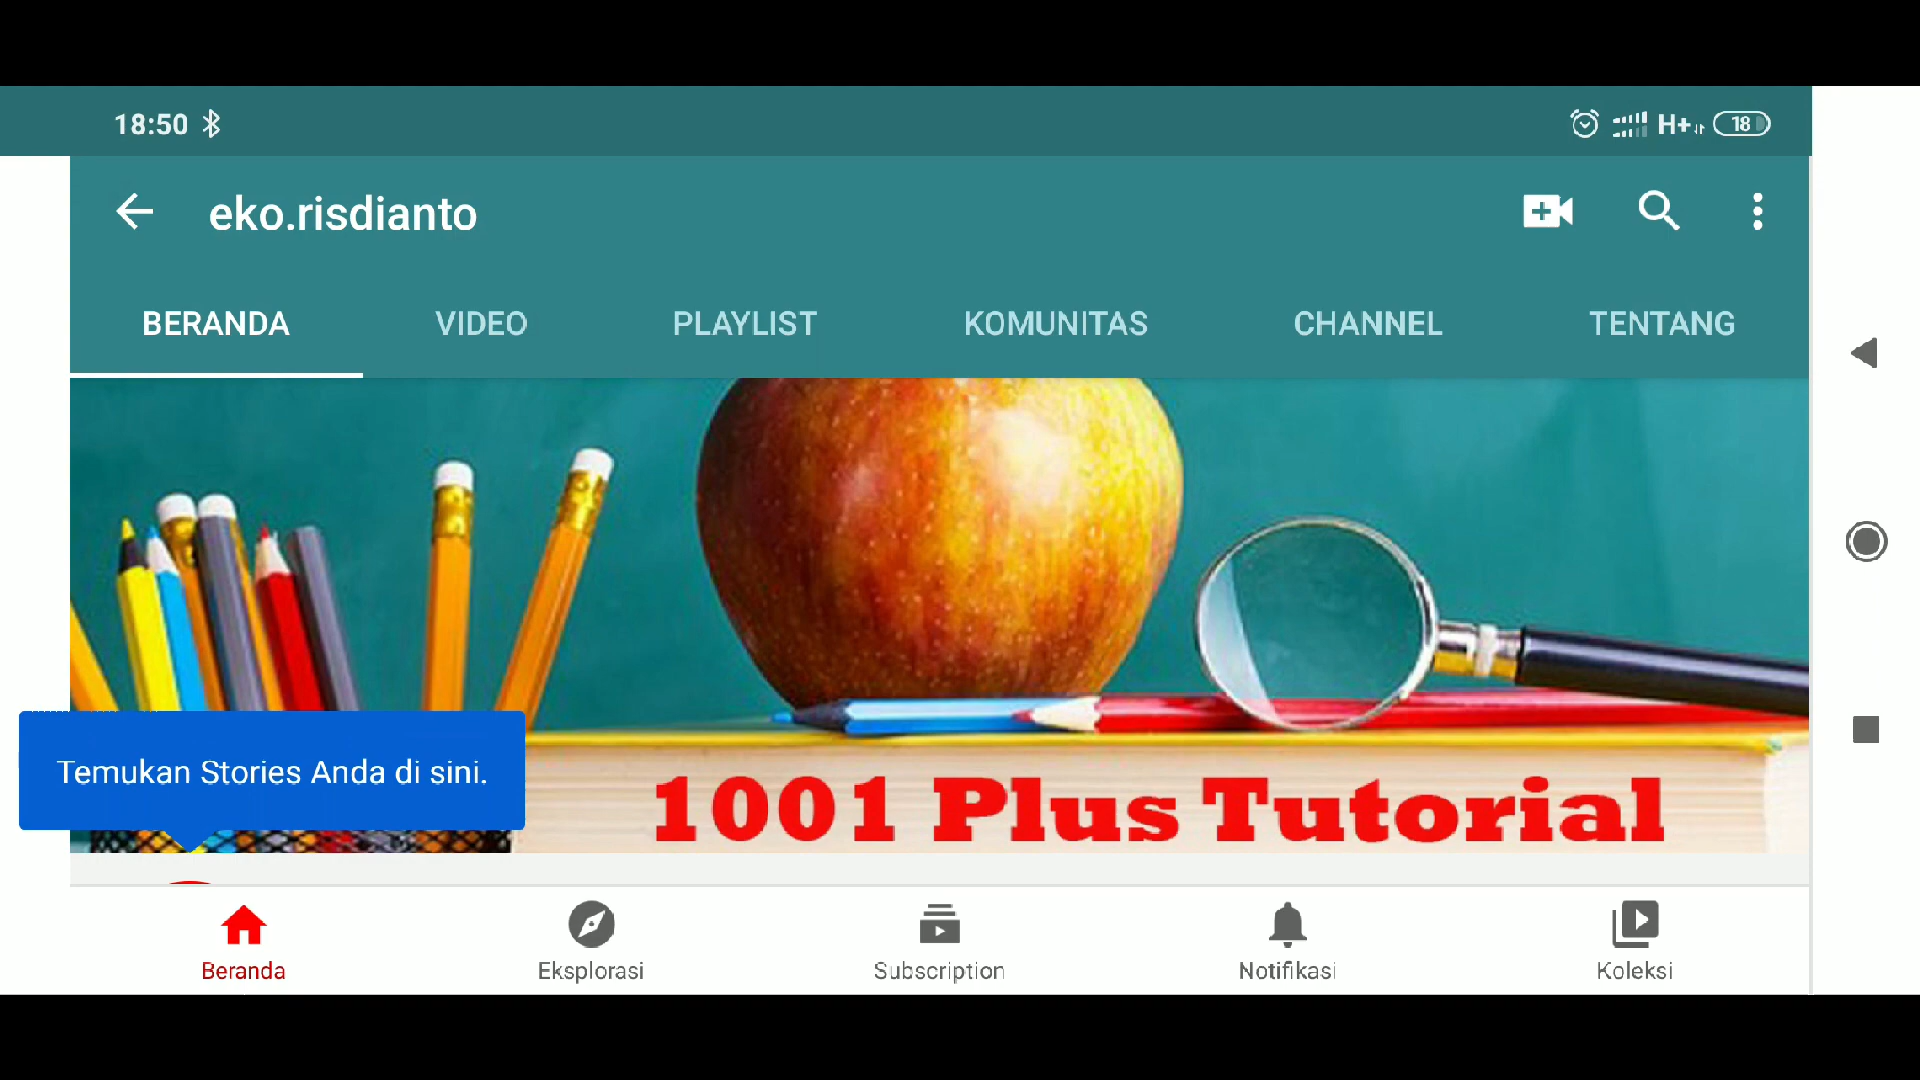 18:50
H+
18
eko.risdianto
BERANDA
VIDEO
PLAYLIST
KOMUNITAS
CHANNEL
TENTANG
Temukan Stories Anda di sini.
1001 Plus Tutorial
Beranda
Eksplorasi
Subscription
Notifikasi
Koleksi